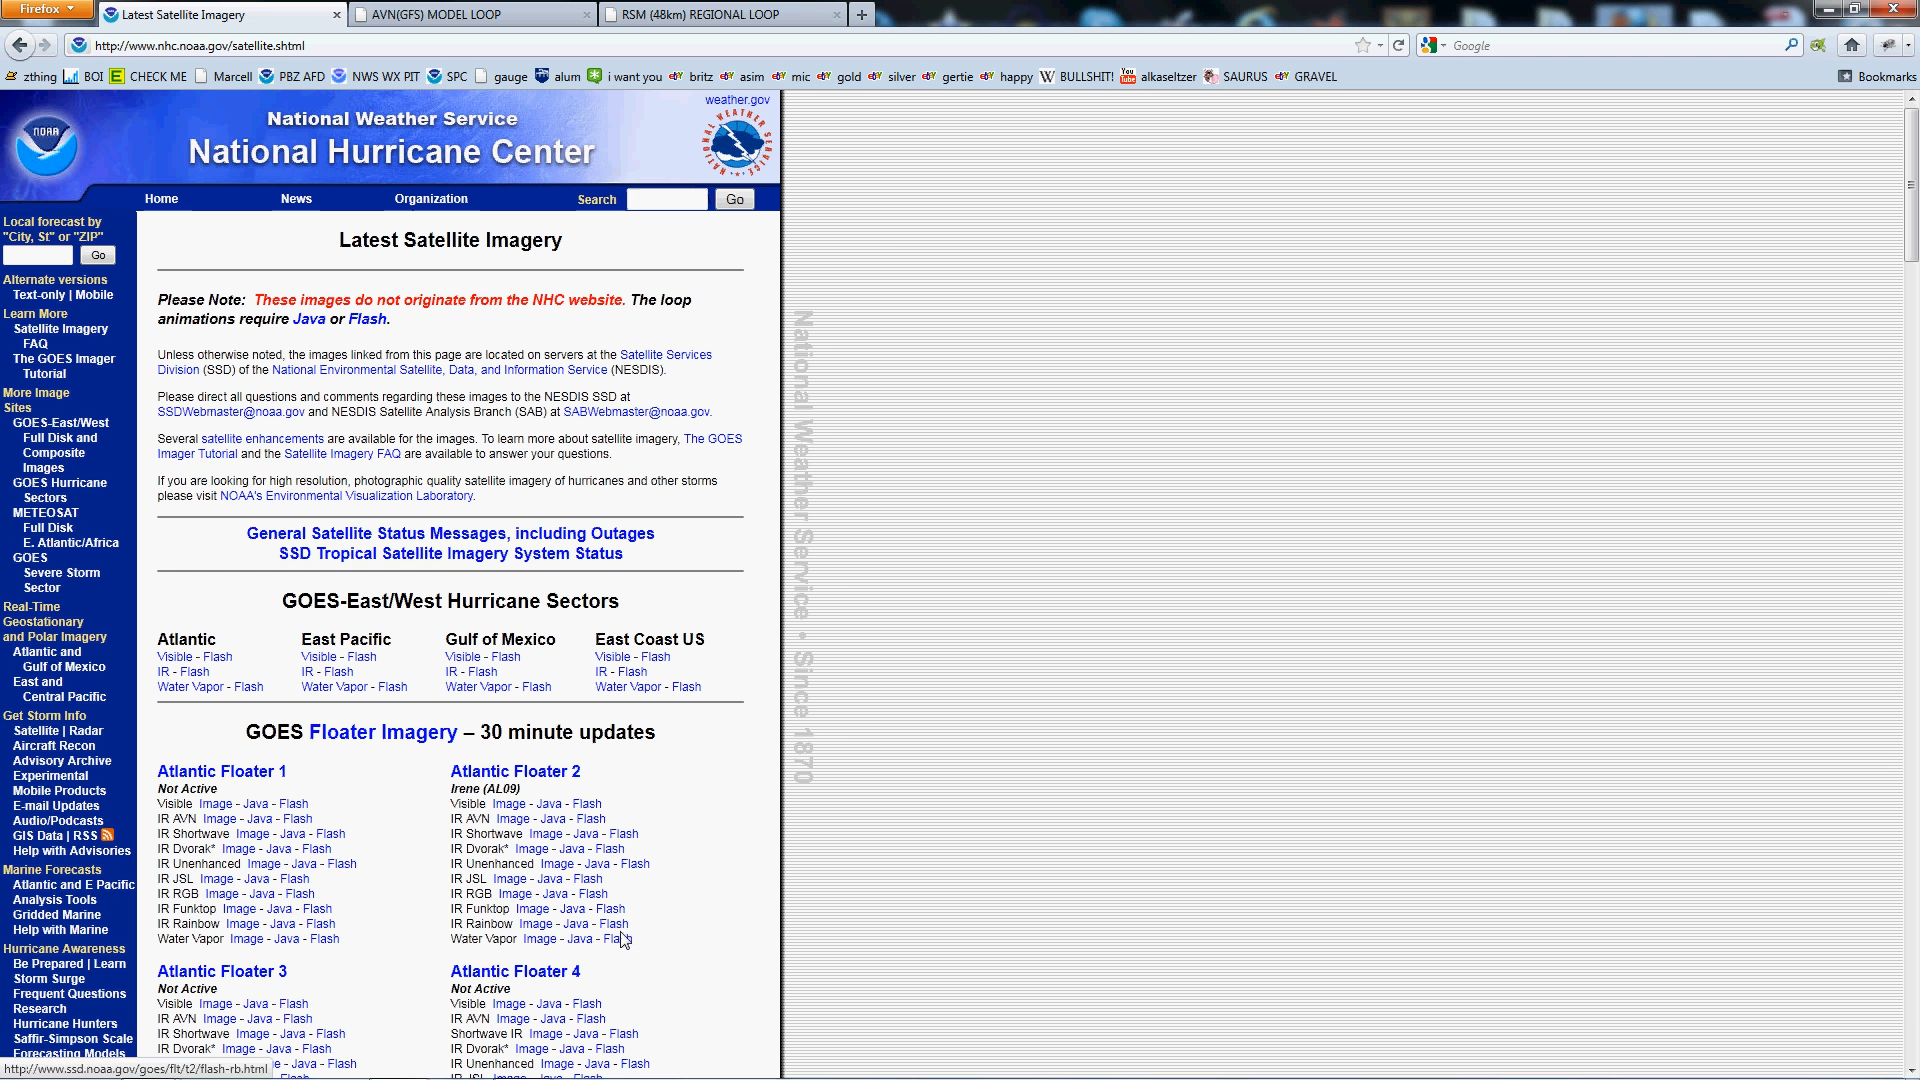 Firefox
Latest Satellite Imagery
AVN(GFS) MODEL LOOP
RSM (48km) REGIONAL LOOP
http://www.nhc.noaa.gov/satellite.shtml
Google
zthing BOI CHECK ME Marcell PBZ AFD NWS WX PIT SPC gauge alum i want you britz asim mic gold silver gertie happy BULLSHIT! alkaseltzer SAURUS GRAVEL Bookmarks
weather.gov
National Weather Service
National Hurricane Center
NOAA
NATIONAL WEATHER SERVICE
Home News Organization Search Go
Local forecast by
"City, St" or "ZIP"
Go
Alternate versions
Text-only | Mobile
Learn More
Satellite Imagery
FAQ
The GOES Imager
Tutorial
More Image
Sites
GOES-East/West
Full Disk and
Composite
Images
GOES Hurricane
Sectors
METEOSAT
Full Disk
E. Atlantic/Africa
GOES
Severe Storm
Sector
Real-Time
Geostationary
and Polar Imagery
Atlantic and
Gulf of Mexico
East and
Central Pacific
Get Storm Info
Satellite | Radar
Aircraft Recon
Advisory Archive
Experimental
Mobile Products
E-mail Updates
Audio/Podcasts
GIS Data | RSS
Help with Advisories
Marine Forecasts
Atlantic and E Pacific
Analysis Tools
Gridded Marine
Help with Marine
Hurricane Awareness
Be Prepared | Learn
Storm Surge
Frequent Questions
Research
Hurricane Hunters
Saffir-Simpson Scale
Forecasting Models
Latest Satellite Imagery
Please Note: These images do not originate from the NHC website. The loop
animations require Java or Flash.
Unless otherwise noted, the images linked from this page are located on servers at the Satellite Services
Division (SSD) of the National Environmental Satellite, Data, and Information Service (NESDIS).
Please direct all questions and comments regarding these images to the NESDIS SSD at
SSDWebmaster@noaa.gov and NESDIS Satellite Analysis Branch (SAB) at SABWebmaster@noaa.gov.
Several satellite enhancements are available for the images. To learn more about satellite imagery, The GOES
Imager Tutorial and the Satellite Imagery FAQ are available to answer your questions.
If you are looking for high resolution, photographic quality satellite imagery of hurricanes and other storms
please visit NOAA's Environmental Visualization Laboratory.
General Satellite Status Messages, including Outages
SSD Tropical Satellite Imagery System Status
GOES-East/West Hurricane Sectors
Atlantic East Pacific Gulf of Mexico East Coast US
Visible - Flash Visible - Flash Visible - Flash Visible - Flash
IR - Flash IR - Flash IR - Flash IR - Flash
Water Vapor - Flash Water Vapor - Flash Water Vapor - Flash Water Vapor - Flash
GOES Floater Imagery – 30 minute updates
Atlantic Floater 1
Not Active
Visible Image - Java - Flash
IR AVN Image - Java - Flash
IR Shortwave Image - Java - Flash
IR Dvorak* Image - Java - Flash
IR Unenhanced Image - Java - Flash
IR JSL Image - Java - Flash
IR RGB Image - Java - Flash
IR Funktop Image - Java - Flash
IR Rainbow Image - Java - Flash
Water Vapor Image - Java - Flash
Atlantic Floater 2
Irene (AL09)
Visible Image - Java - Flash
IR AVN Image - Java - Flash
IR Shortwave Image - Java - Flash
IR Dvorak* Image - Java - Flash
IR Unenhanced Image - Java - Flash
IR JSL Image - Java - Flash
IR RGB Image - Java - Flash
IR Funktop Image - Java - Flash
IR Rainbow Image - Java - Flash
Water Vapor Image - Java - Flash
Atlantic Floater 3
Not Active
Visible Image - Java - Flash
IR AVN Image - Java - Flash
IR Shortwave Image - Java - Flash
IR Dvorak* Image - Java - Flash
e - Java - Flash
- Flash
Atlantic Floater 4
Not Active
Visible Image - Java - Flash
IR AVN Image - Java - Flash
Shortwave IR Image - Java - Flash
IR Dvorak* Image - Java - Flash
IR Unenhanced Image - Java - Flash
IR JSL Image - Java - Flash
National Weather Service • Since 1870
http://www.ssd.noaa.gov/goes/flt/t2/flash-rb.html